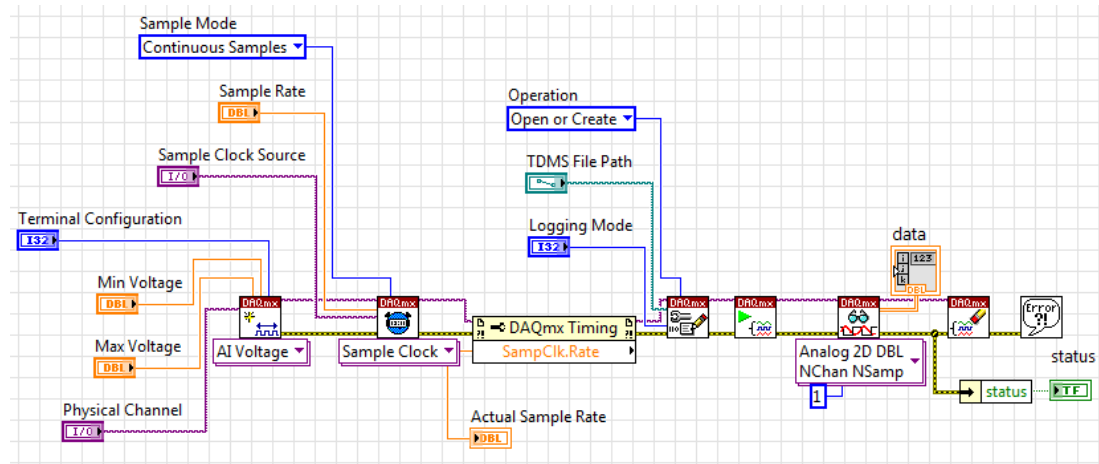 Sample Mode
Continuous Samples
Sample Rate
DBL
Sample Clock Source
I/O
Terminal Configuration
I32
Min Voltage
DBL
Max Voltage
DBL
Physical Channel
I/O
DAQmx
AI Voltage
DAQmx
Sample Clock
DAQmx Timing
SampClk.Rate
Actual Sample Rate
DBL
Operation
Open or Create
TDMS File Path
Logging Mode
I32
DAQmx
DAQmx
DAQmx
Analog 2D DBL
NChan NSamp
1
data
i 123
j
k
DBL
DAQmx
Error
?!
status
status
TF